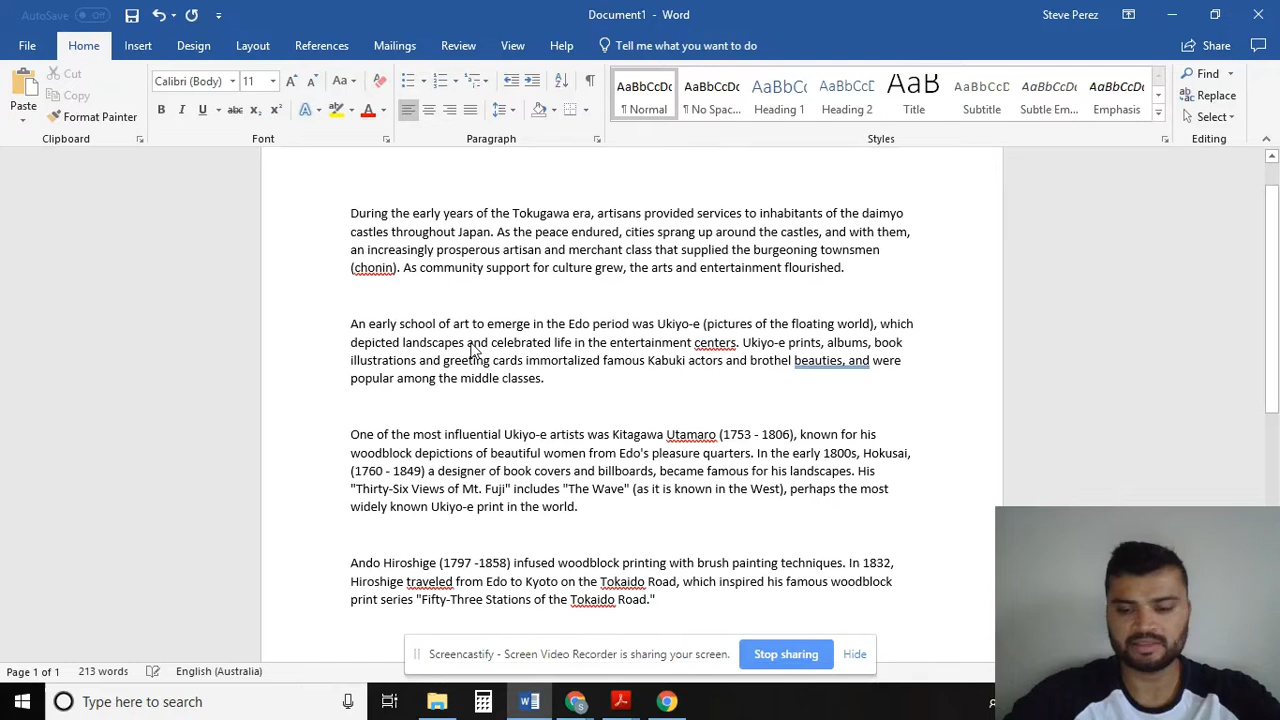 AutoSave Off
Document1 - Word
Steve Perez
File Home Insert Design Layout References Mailings Review View Help Tell me what you want to do Share
Paste
Cut
Copy
Format Painter
Clipboard
Calibri (Body) 11
Font
Paragraph
AaBbCcDc ¶ Normal
AaBbCcDc ¶ No Spac...
AaBbCc Heading 1
AaBbCcD Heading 2
AaB Title
AaBbCcD Subtitle
AaBbCcDc Subtle Em...
AaBbCcDc Emphasis
Styles
Find
Replace
Select
Editing
During the early years of the Tokugawa era, artisans provided services to inhabitants of the daimyo
castles throughout Japan. As the peace endured, cities sprang up around the castles, and with them,
an increasingly prosperous artisan and merchant class that supplied the burgeoning townsmen
(chonin). As community support for culture grew, the arts and entertainment flourished.
An early school of art to emerge in the Edo period was Ukiyo-e (pictures of the floating world), which
depicted landscapes and celebrated life in the entertainment centers. Ukiyo-e prints, albums, book
illustrations and greeting cards immortalized famous Kabuki actors and brothel beauties, and were
popular among the middle classes.
One of the most influential Ukiyo-e artists was Kitagawa Utamaro (1753 - 1806), known for his
woodblock depictions of beautiful women from Edo's pleasure quarters. In the early 1800s, Hokusai,
(1760 - 1849) a designer of book covers and billboards, became famous for his landscapes. His
"Thirty-Six Views of Mt. Fuji" includes "The Wave" (as it is known in the West), perhaps the most
widely known Ukiyo-e print in the world.
Ando Hiroshige (1797 -1858) infused woodblock printing with brush painting techniques. In 1832,
Hiroshige traveled from Edo to Kyoto on the Tokaido Road, which inspired his famous woodblock
print series "Fifty-Three Stations of the Tokaido Road."
Screencastify - Screen Video Recorder is sharing your screen. Stop sharing Hide
Page 1 of 1 213 words English (Australia)
Type here to search